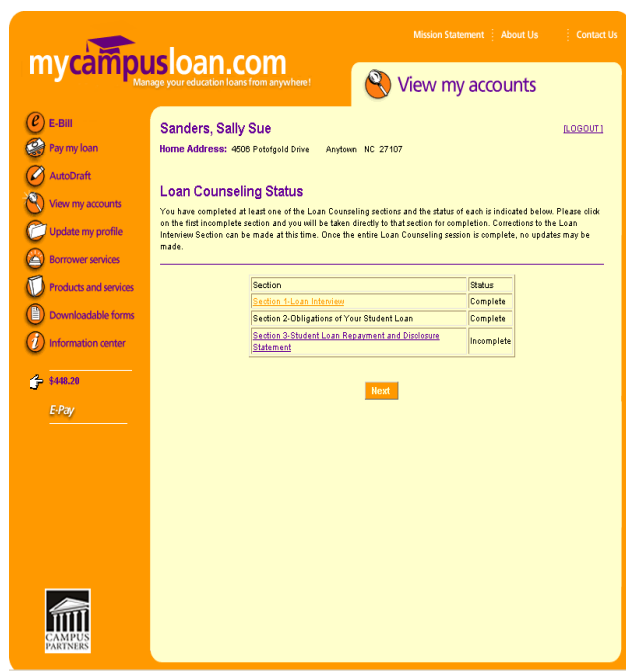 Mission Statement
About Us
Contact Us
mycampusloan.com
Manage your education loans from anywhere!
View my accounts
E-Bill
Pay my loan
AutoDraft
View my accounts
Update my profile
Borrower services
Products and services
Downloadable forms
Information center
$448.20
E-Pay
CAMPUS
PARTNERS
Sanders, Sally Sue
[LOGOUT]
Home Address: 4506 Potofgold Drive Anytown NC 27107
Loan Counseling Status
You have completed at least one of the Loan Counseling sections and the status of each is indicated below. Please click
on the first incomplete section and you will be taken directly to that section for completion. Corrections to the Loan
Interview Section can be made at this time. Once the entire Loan Counseling session is complete, no updates may be
made.
Section Status
Section 1-Loan Interview Complete
Section 2-Obligations of Your Student Loan Complete
Section 3-Student Loan Repayment and Disclosure
Statement Incomplete
Next